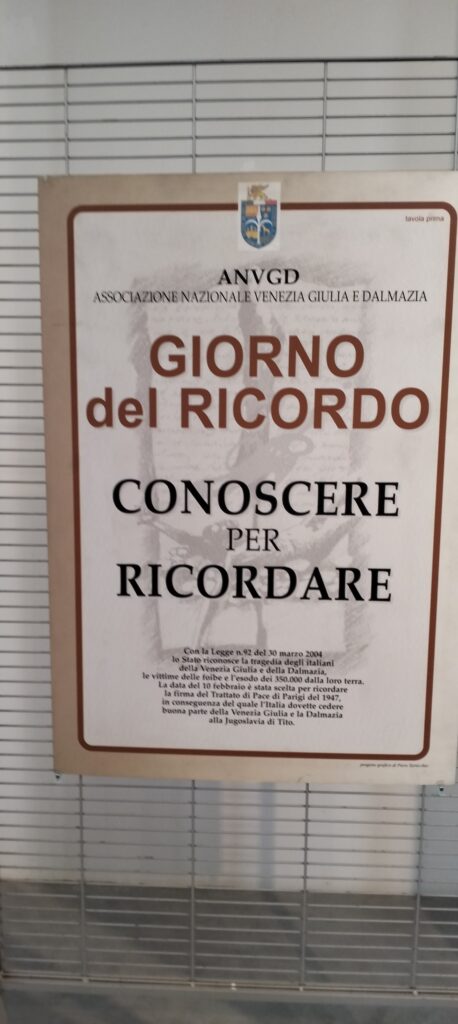 tavola prima
ANVGD
ASSOCIAZIONE NAZIONALE VENEZIA GIULIA E DALMAZIA
GIORNO
del RICORDO
CONOSCERE
PER
RICORDARE
Con la Legge n.92 del 30 marzo 2004
lo Stato riconosce la tragedia degli italiani
della Venezia Giulia e della Dalmazia,
le vittime delle foibe e l'esodo dei 350.000 dalla loro terra.
La data del 10 febbraio è stata scelta per ricordare
la firma del Trattato di Pace di Parigi del 1947,
in conseguenza del quale l'Italia dovette cedere
buona parte della Venezia Giulia e la Dalmazia
alla Jugoslavia di Tito.
progetto grafico di